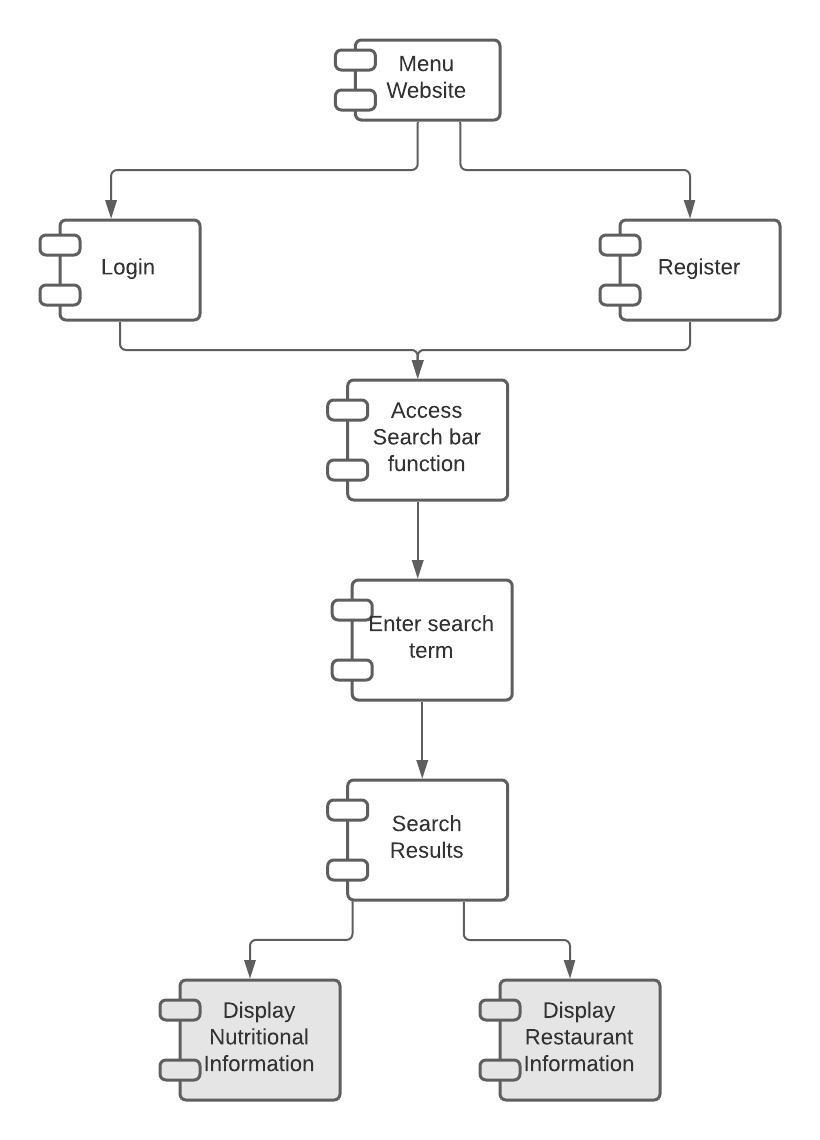 Menu
Website
Login
Register
Access
Search bar
function
Enter search
term
Search
Results
Display
Nutritional
Information
Display
Restaurant
Information